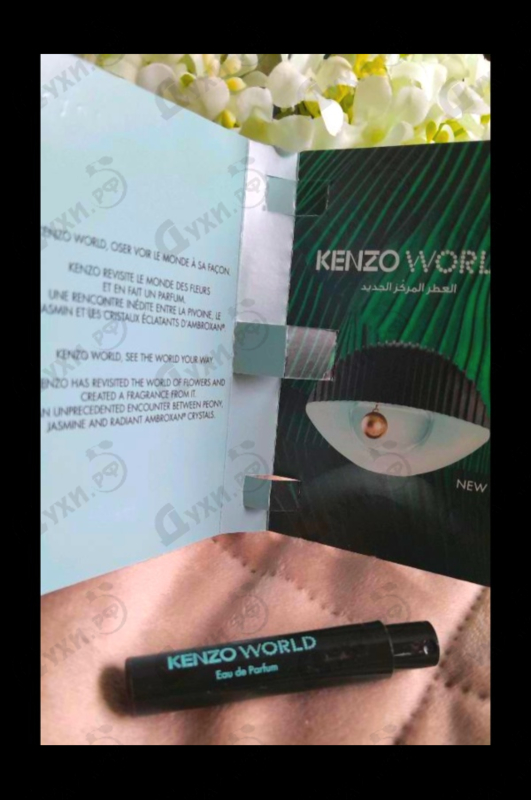 KENZO WORLD, OSER VOIR LE MONDE À SA FAÇON.
KENZO REVISITE LE MONDE DES FLEURS
ET EN FAIT UN PARFUM.
UNE RENCONTRE INÉDITE ENTRE LA PIVOINE, LE
JASMIN ET LES CRISTAUX ÉCLATANTS D'AMBROXAN®
KENZO WORLD, SEE THE WORLD YOUR WAY
KENZO HAS REVISITED THE WORLD OF FLOWERS AND
CREATED A FRAGRANCE FROM IT.
AN UNPRECEDENTED ENCOUNTER BETWEEN PEONY,
JASMINE AND RADIANT AMBROXAN® CRYSTALS.
KENZO WORL
العطر المركز الجديد
NEW
KENZO WORLD
Eau de Parfum
Духи.рф